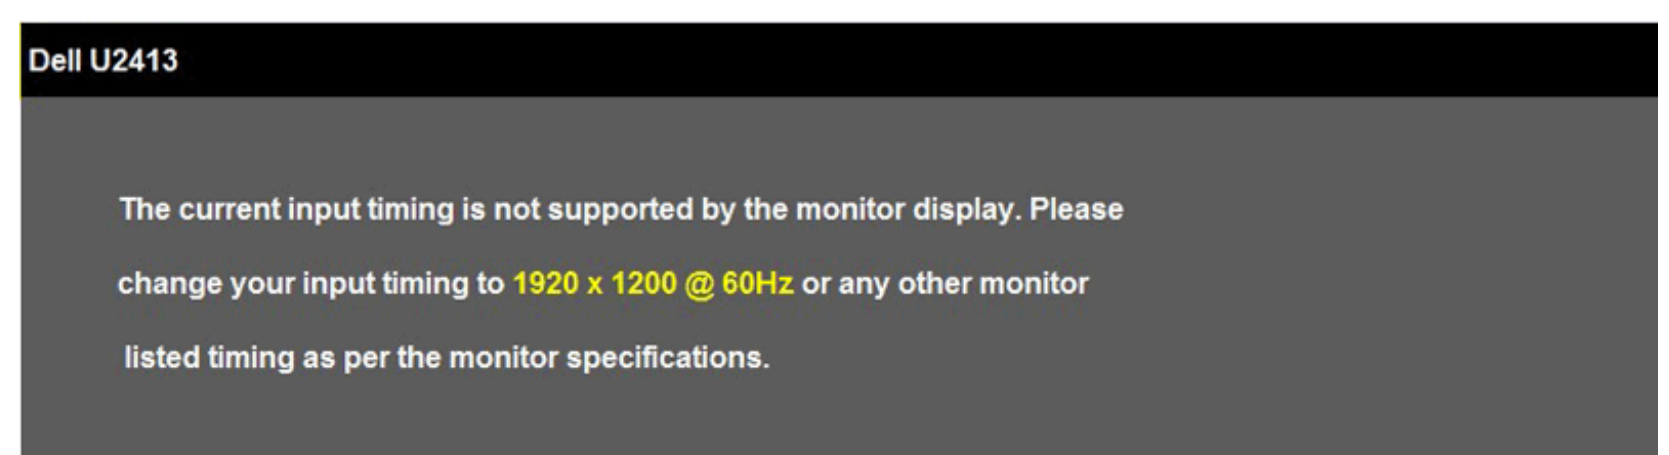 Dell U2413
The current input timing is not supported by the monitor display. Please
change your input timing to 1920 x 1200 @ 60Hz or any other monitor
listed timing as per the monitor specifications.